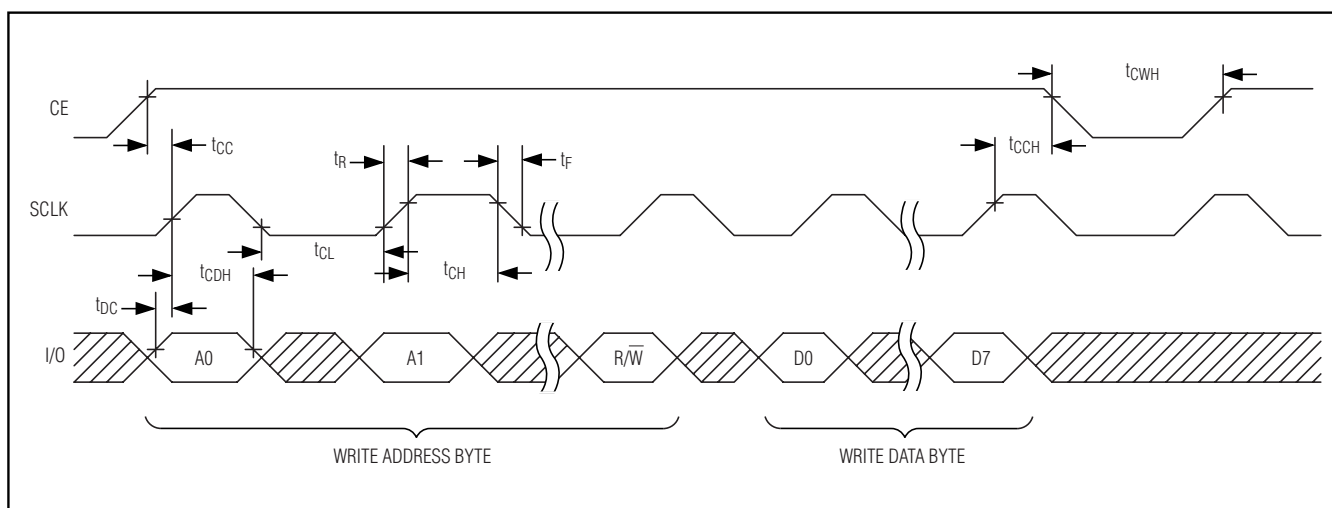 CE
tCWH
tCC
tR
tF
tCCH
SCLK
tCL
tCDH
tCH
tDC
I/O
A0
A1
R/W̅
D0
D7
WRITE ADDRESS BYTE
WRITE DATA BYTE